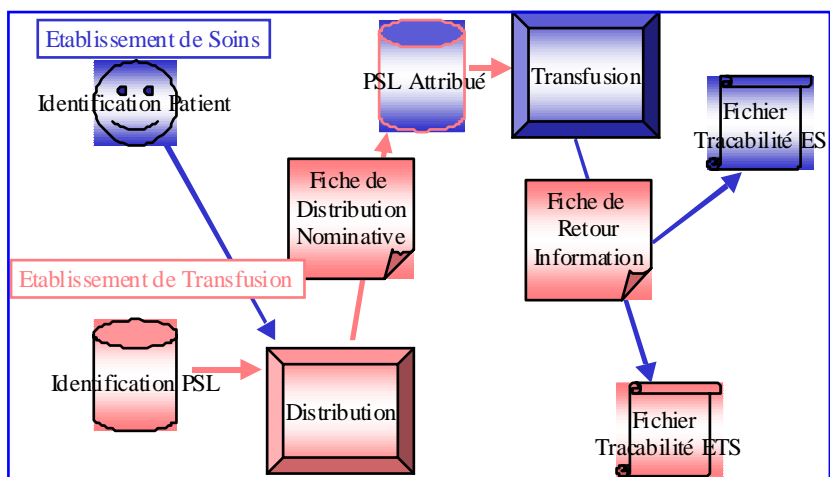 Etablissement de Soins
Identification Patient
PSL Attribué
Transfusion
Fichier
Tracabilité ES
Fiche de
Distribution
Nominative
Fiche de
Retour
Information
Etablissement de Transfusion
Identification PSL
Distribution
Fichier
Tracabilité ETS